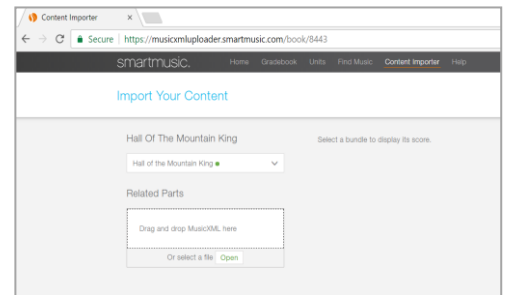 Content Importer
Secure https://musicxmluploader.smartmusic.com/book/8443
smartmusic. Home Gradebook Units Find Music Content Importer Help
Import Your Content
Hall Of The Mountain King
Select a bundle to display its score.
Hall of the Mountain King
Related Parts
Drag and drop MusicXML here
Or select a file Open